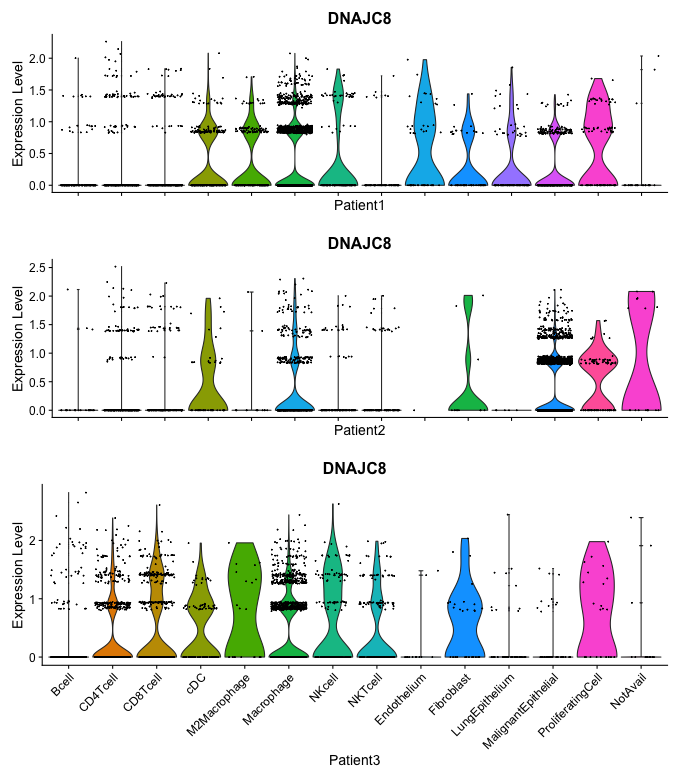 DNAJC8
Expression Level
2.0
1.5
1.0
0.5
0.0
Patient1
DNAJC8
Expression Level
2.5
2.0
1.5
1.0
0.5
0.0
Patient2
DNAJC8
Expression Level
2
1
0
Bcell
CD4Tcell
CD8Tcell
cDC
M2Macrophage
Macrophage
NKcell
NKTcell
Endothelium
Fibroblast
LungEpithelium
MalignantEpithelial
ProliferatingCell
NotAvail
Patient3